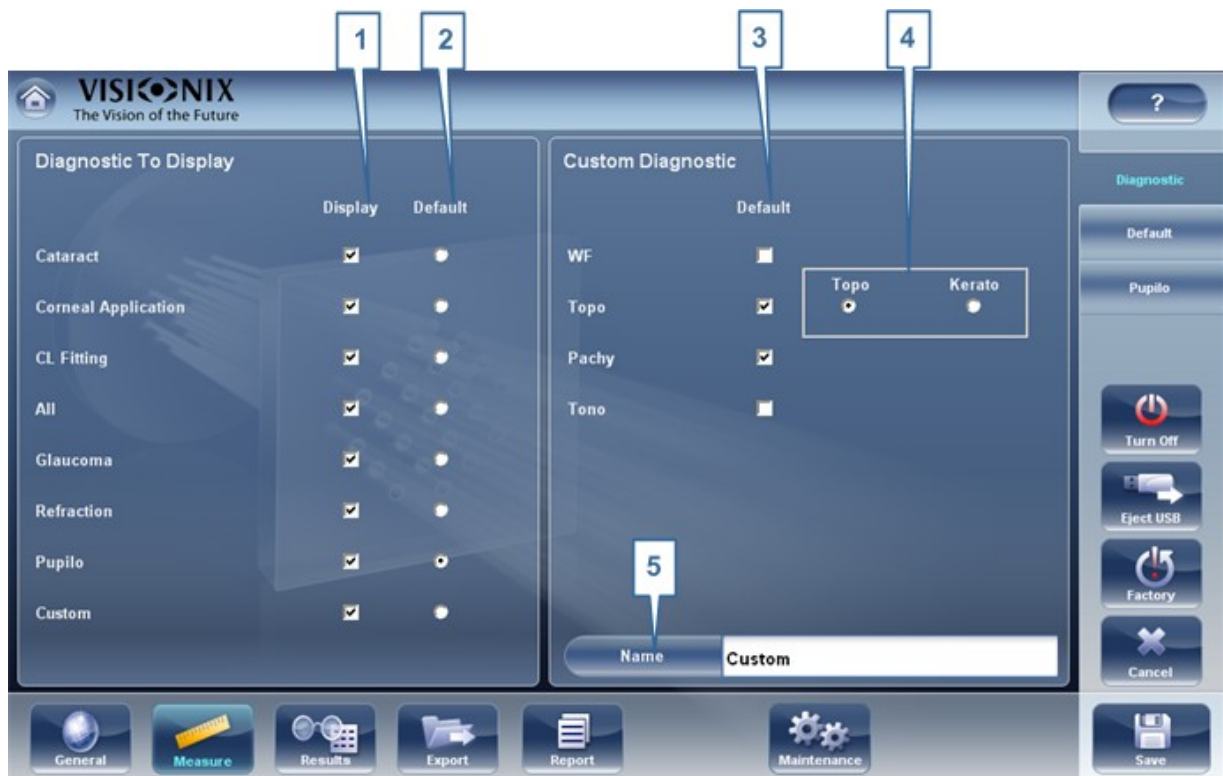 1 2 3 4
VISIONIX
The Vision of the Future
?
Diagnostic To Display
Display Default
Cataract
Corneal Application
CL Fitting
All
Glaucoma
Refraction
Pupilo
Custom
Custom Diagnostic
Default
WF
Topo
Topo Kerato
Pachy
Tono
5
Name Custom
Diagnostic
Default
Pupilo
Turn Off
Eject USB
Factory
Cancel
General Measure Results Export Report Maintenance Save